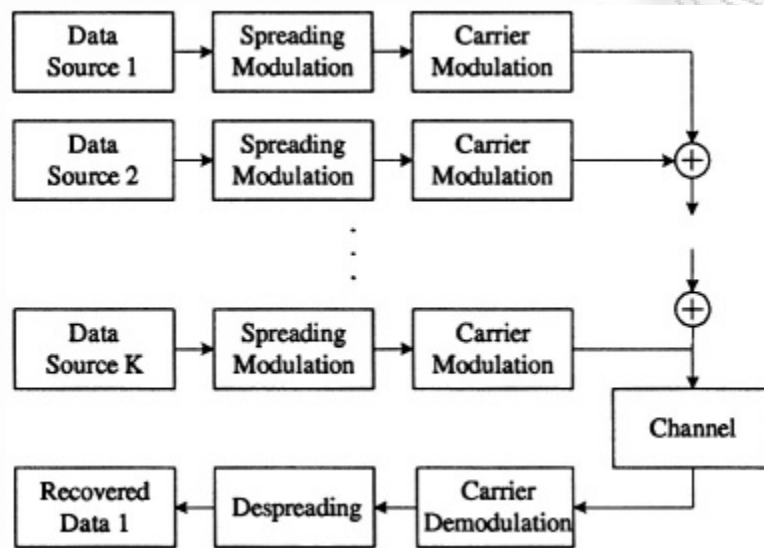 Data
Source 1
Spreading
Modulation
Carrier
Modulation
Data
Source 2
Spreading
Modulation
Carrier
Modulation
Data
Source K
Spreading
Modulation
Carrier
Modulation
Channel
Recovered
Data 1
Despreading
Carrier
Demodulation